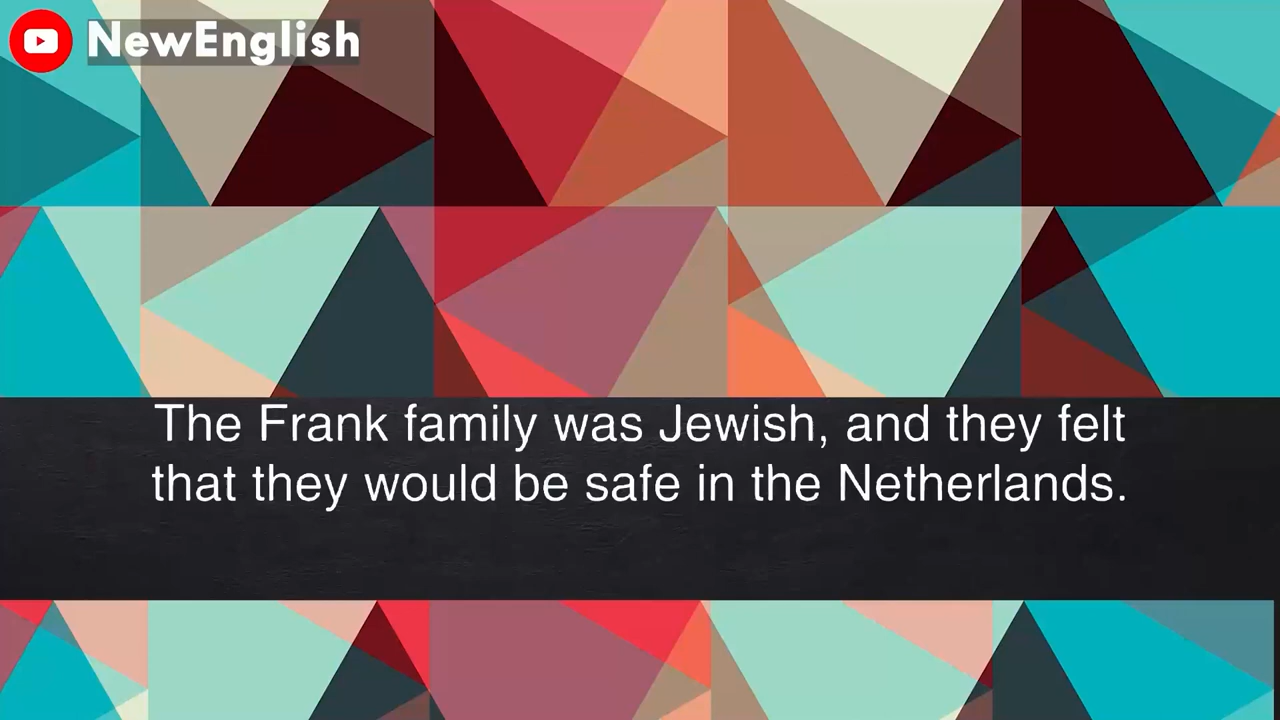 NewEnglish
The Frank family was Jewish, and they felt
that they would be safe in the Netherlands.